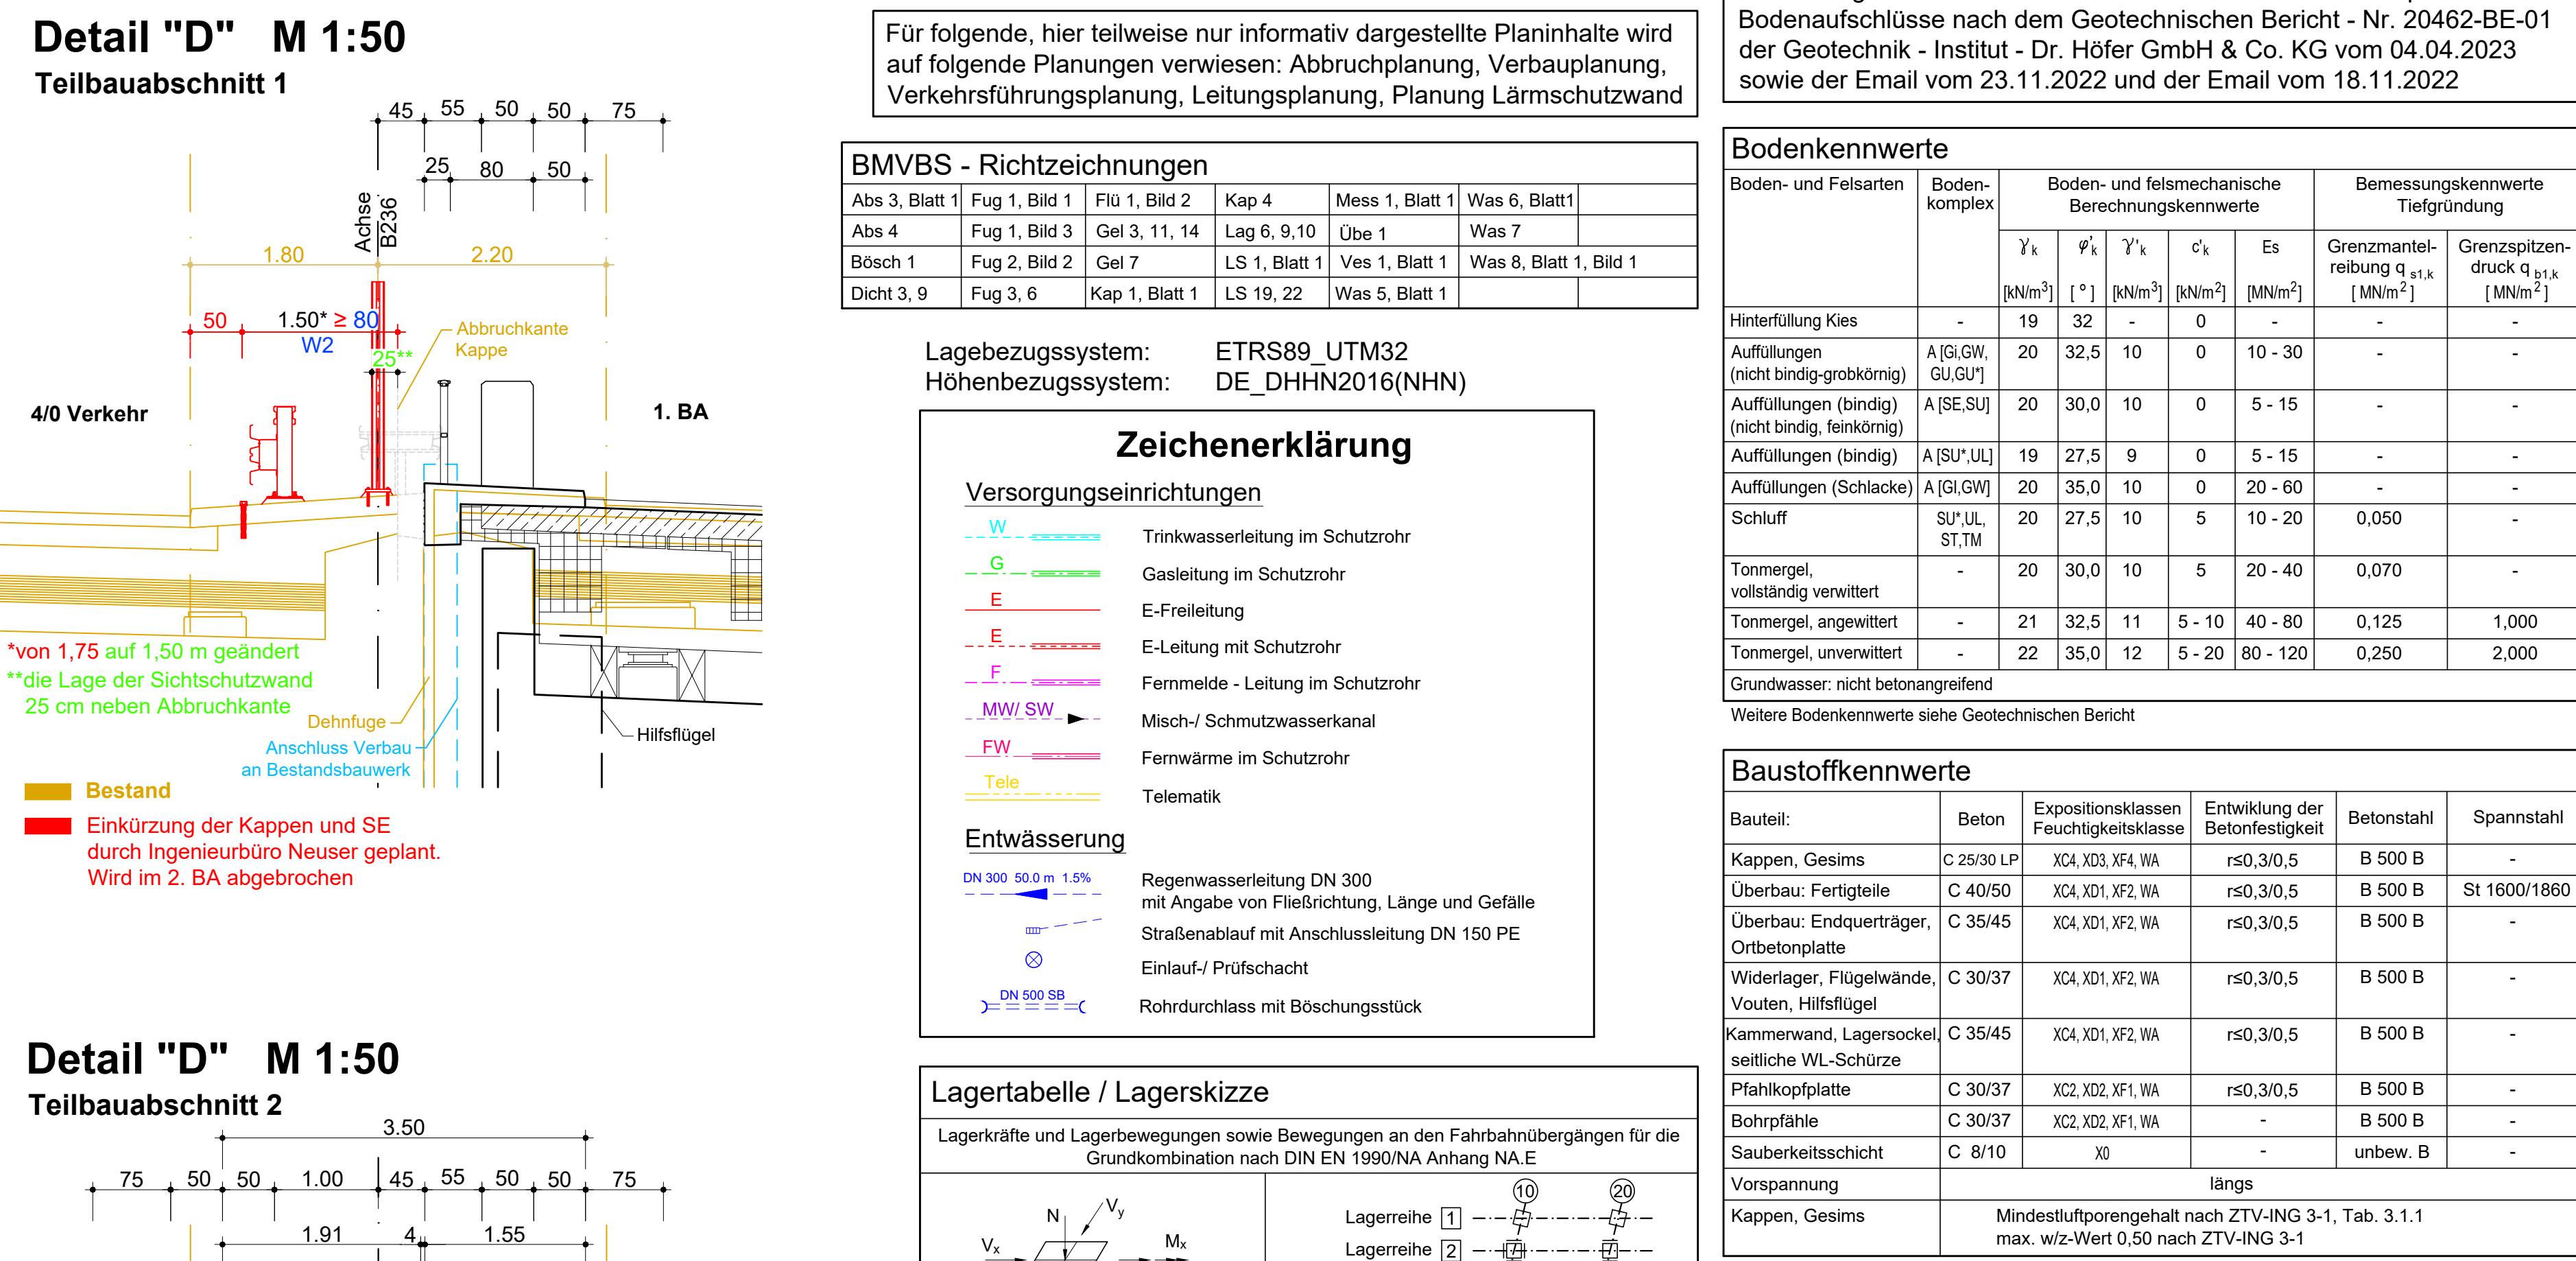 Detail "D" M 1:50
Teilbauabschnitt 1
45 55 50 50 75
25 80 50
Achse
B236
1.80 2.20
50 1.50* ≥ 80
W2
25**
Abbruchkante
Kappe
4/0 Verkehr
1. BA
*von 1,75 auf 1,50 m geändert
**die Lage der Sichtschutzwand
25 cm neben Abbruchkante
Dehnfuge
Anschluss Verbau
an Bestandsbauwerk
Hilfsflügel
Bestand
Einkürzung der Kappen und SE
durch Ingenieurbüro Neuser geplant.
Wird im 2. BA abgebrochen
Detail "D" M 1:50
Teilbauabschnitt 2
3.50
75 50 50 1.00 45 55 50 50 75
1.91 4 1.55
Für folgende, hier teilweise nur informativ dargestellte Planinhalte wird
auf folgende Planungen verwiesen: Abbruchplanung, Verbauplanung,
Verkehrsführungsplanung, Leitungsplanung, Planung Lärmschutzwand
BMVBS - Richtzeichnungen
Abs 3, Blatt 1 Fug 1, Bild 1 Flü 1, Bild 2 Kap 4 Mess 1, Blatt 1 Was 6, Blatt1
Abs 4 Fug 1, Bild 3 Gel 3, 11, 14 Lag 6, 9,10 Übe 1 Was 7
Bösch 1 Fug 2, Bild 2 Gel 7 LS 1, Blatt 1 Ves 1, Blatt 1 Was 8, Blatt 1, Bild 1
Dicht 3, 9 Fug 3, 6 Kap 1, Blatt 1 LS 19, 22 Was 5, Blatt 1
Lagebezugssystem: ETRS89_UTM32
Höhenbezugssystem: DE_DHHN2016(NHN)
Zeichenerklärung
Versorgungseinrichtungen
W Trinkwasserleitung im Schutzrohr
G Gasleitung im Schutzrohr
E E-Freileitung
E E-Leitung mit Schutzrohr
F Fernmelde - Leitung im Schutzrohr
MW/ SW Misch-/ Schmutzwasserkanal
FW Fernwärme im Schutzrohr
Tele Telematik
Entwässerung
DN 300 50.0 m 1.5% Regenwasserleitung DN 300
mit Angabe von Fließrichtung, Länge und Gefälle
Straßenablauf mit Anschlussleitung DN 150 PE
Einlauf-/ Prüfschacht
DN 500 SB Rohrdurchlass mit Böschungsstück
Lagertabelle / Lagerskizze
Lagerkräfte und Lagerbewegungen sowie Bewegungen an den Fahrbahnübergängen für die
Grundkombination nach DIN EN 1990/NA Anhang NA.E
N Vy
Vx Mx
10 20
Lagerreihe 1
Lagerreihe 2
Bodenaufschlüsse nach dem Geotechnischen Bericht - Nr. 20462-BE-01
der Geotechnik - Institut - Dr. Höfer GmbH & Co. KG vom 04.04.2023
sowie der Email vom 23.11.2022 und der Email vom 18.11.2022
Bodenkennwerte
Boden- und Felsarten Boden- Boden- und felsmechanische Bemessungskennwerte
komplex Berechnungskennwerte Tiefgründung
γk φ'k γ'k c'k Es Grenzmantel- Grenzspitzen-
reibung q s1,k druck q b1,k
[kN/m³] [ ° ] [kN/m³] [kN/m²] [MN/m²] [ MN/m² ] [ MN/m² ]
Hinterfüllung Kies - 19 32 - 0 - - -
Auffüllungen A [Gi,GW, 20 32,5 10 0 10 - 30 - -
(nicht bindig-grobkörnig) GU,GU*]
Auffüllungen (bindig) A [SE,SU] 20 30,0 10 0 5 - 15 - -
(nicht bindig, feinkörnig)
Auffüllungen (bindig) A [SU*,UL] 19 27,5 9 0 5 - 15 - -
Auffüllungen (Schlacke) A [GI,GW] 20 35,0 10 0 20 - 60 - -
Schluff SU*,UL, 20 27,5 10 5 10 - 20 0,050 -
ST,TM
Tonmergel, - 20 30,0 10 5 20 - 40 0,070 -
vollständig verwittert
Tonmergel, angewittert - 21 32,5 11 5 - 10 40 - 80 0,125 1,000
Tonmergel, unverwittert - 22 35,0 12 5 - 20 80 - 120 0,250 2,000
Grundwasser: nicht betonangreifend
Weitere Bodenkennwerte siehe Geotechnischen Bericht
Baustoffkennwerte
Bauteil: Beton Expositionsklassen Entwiklung der Betonstahl Spannstahl
Feuchtigkeitsklasse Betonfestigkeit
Kappen, Gesims C 25/30 LP XC4, XD3, XF4, WA r≤0,3/0,5 B 500 B -
Überbau: Fertigteile C 40/50 XC4, XD1, XF2, WA r≤0,3/0,5 B 500 B St 1600/1860
Überbau: Endquerträger, C 35/45 XC4, XD1, XF2, WA r≤0,3/0,5 B 500 B -
Ortbetonplatte
Widerlager, Flügelwände, C 30/37 XC4, XD1, XF2, WA r≤0,3/0,5 B 500 B -
Vouten, Hilfsflügel
Kammerwand, Lagersockel, C 35/45 XC4, XD1, XF2, WA r≤0,3/0,5 B 500 B -
seitliche WL-Schürze
Pfahlkopfplatte C 30/37 XC2, XD2, XF1, WA r≤0,3/0,5 B 500 B -
Bohrpfähle C 30/37 XC2, XD2, XF1, WA - B 500 B -
Sauberkeitsschicht C 8/10 X0 - unbew. B -
Vorspannung längs
Kappen, Gesims Mindestluftporengehalt nach ZTV-ING 3-1, Tab. 3.1.1
max. w/z-Wert 0,50 nach ZTV-ING 3-1